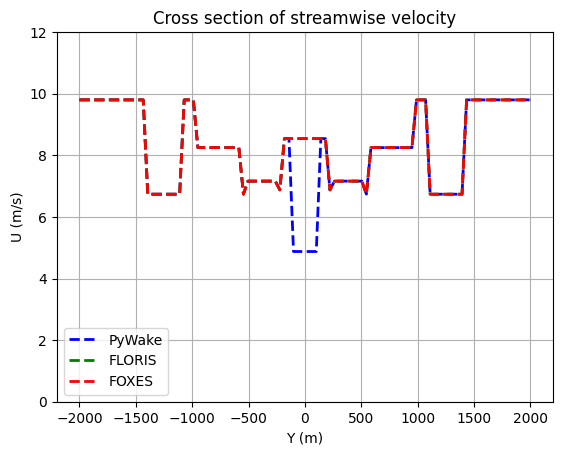 Cross section of streamwise velocity
12
10
8
6
4
2
0
U (m/s)
PyWake
FLORIS
FOXES
−2000 −1500 −1000 −500 0 500 1000 1500 2000
Y (m)